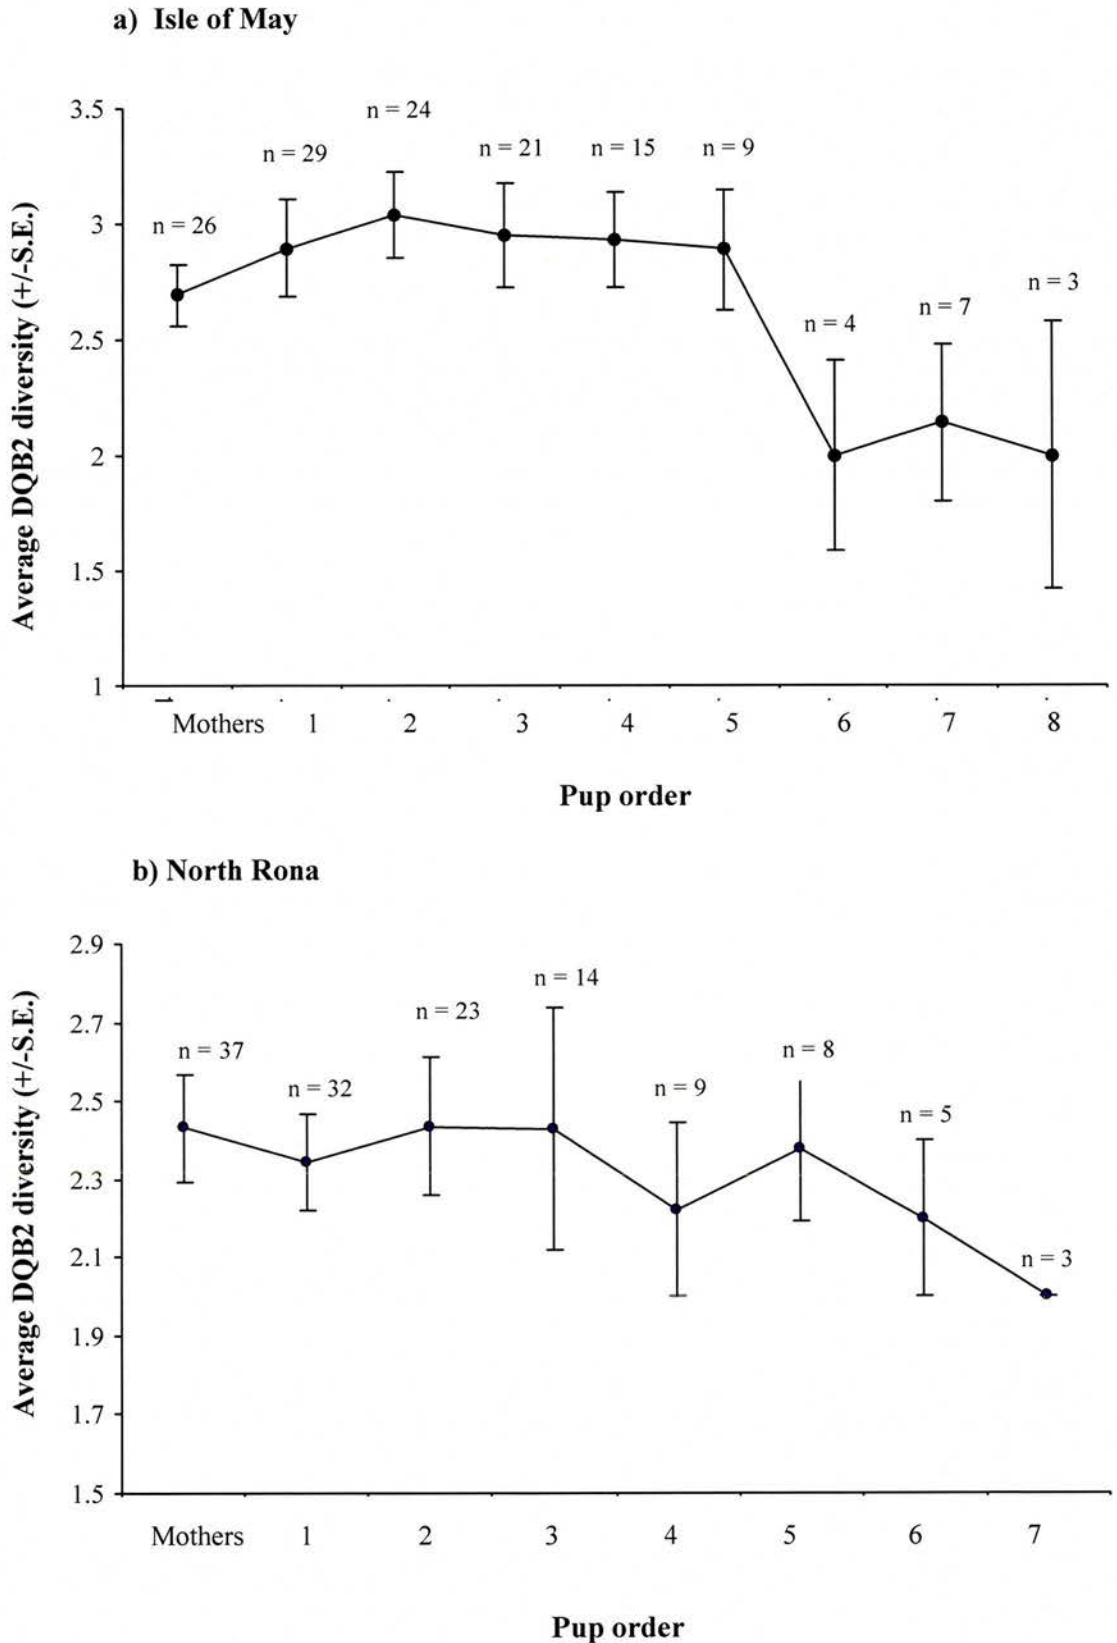 a) Isle of May
Average DQB2 diversity (+/-S.E.)
3.5
3
2.5
2
1.5
1
n = 26
n = 29
n = 24
n = 21
n = 15
n = 9
n = 4
n = 7
n = 3
Mothers 1 2 3 4 5 6 7 8
Pup order
b) North Rona
Average DQB2 diversity (+/-S.E.)
2.9
2.7
2.5
2.3
2.1
1.9
1.7
1.5
n = 37
n = 32
n = 23
n = 14
n = 9
n = 8
n = 5
n = 3
Mothers 1 2 3 4 5 6 7
Pup order